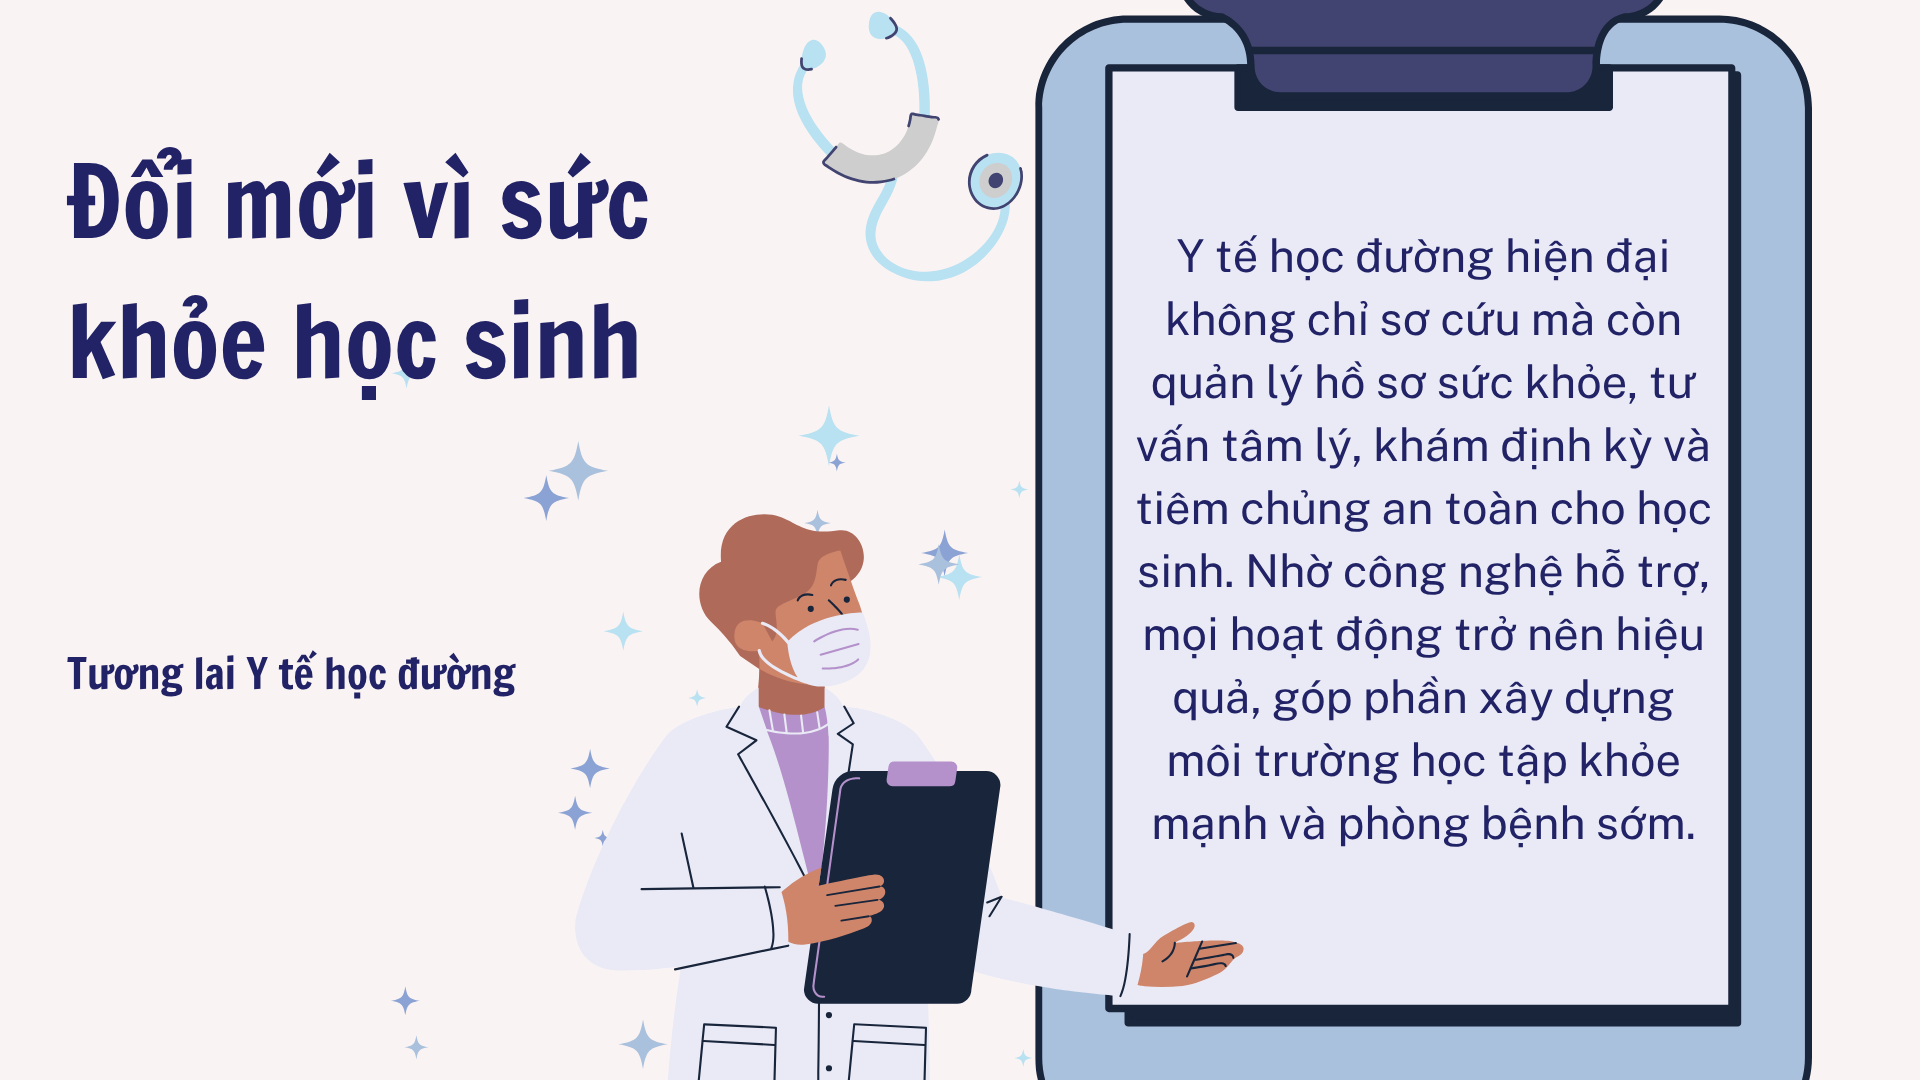 Đổi mới vì sức
khỏe học sinh
Tương lai Y tế học đường
Y tế học đường hiện đại
không chỉ sơ cứu mà còn
quản lý hồ sơ sức khỏe, tư
vấn tâm lý, khám định kỳ và
tiêm chủng an toàn cho học
sinh. Nhờ công nghệ hỗ trợ,
mọi hoạt động trở nên hiệu
quả, góp phần xây dựng
môi trường học tập khỏe
mạnh và phòng bệnh sớm.